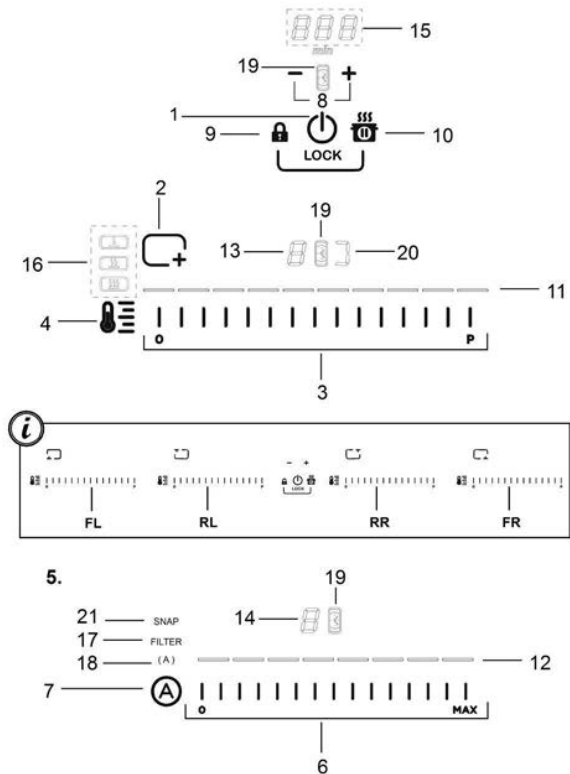 888 15
19
− +
8
1
9 10
LOCK
2
19
13 20
16
11
4
0 P
3
i
− +
LOCK
FL RL RR FR
5.
19
21 SNAP 14
17 FILTER
18 (A) 12
7 A
0 MAX
6